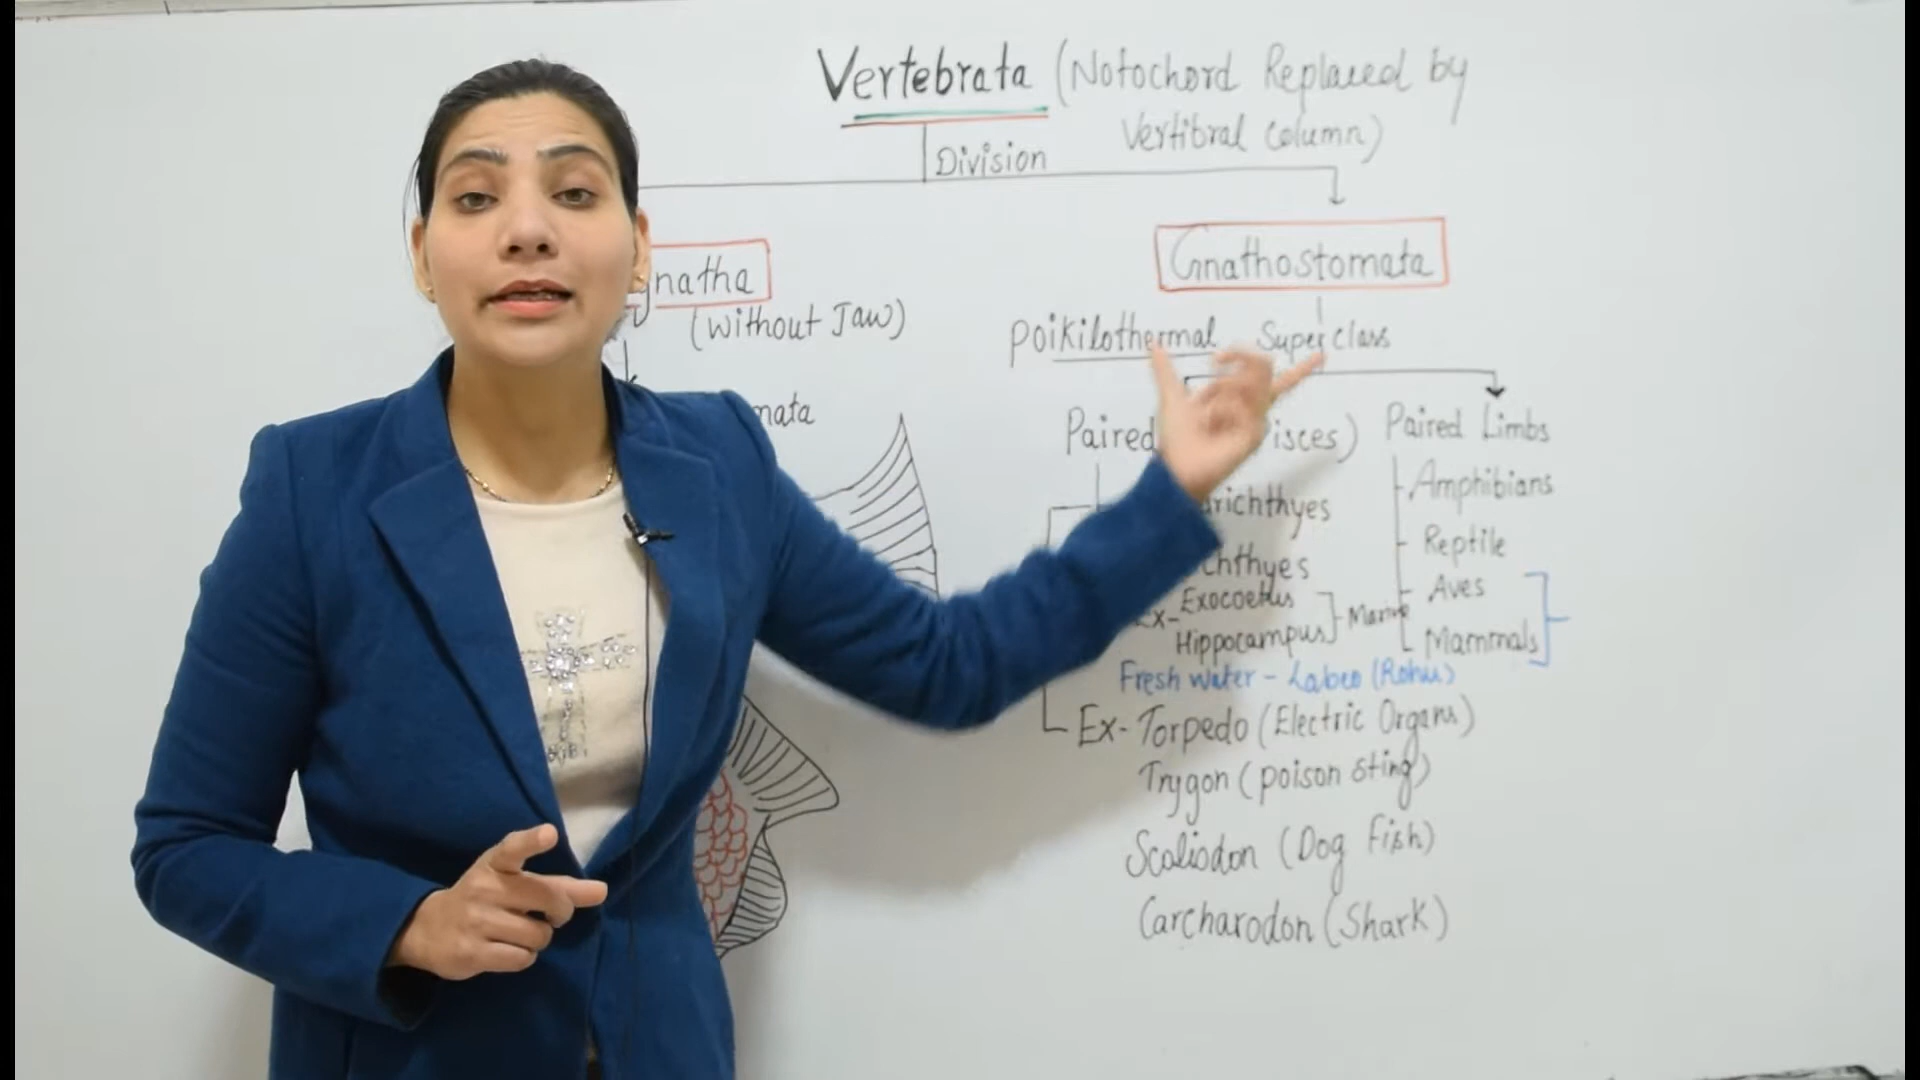 Vertebrata (Notochord Replaced by
Vertibral Column)
Division
gnatha
(without Jaw)
mata
Gnathostomata
Poikilothermal Superclass
Paired isces)
richthyes
chthyes
Ex- Exocoetus
Hippocampus Marine
Fresh water - Labeo (Rohu)
Ex- Torpedo (Electric Organs)
Trygon (poison sting)
Scoliodon (Dog Fish)
Carcharodon (Shark)
Paired Limbs
Amphibians
Reptile
Aves
Mammals